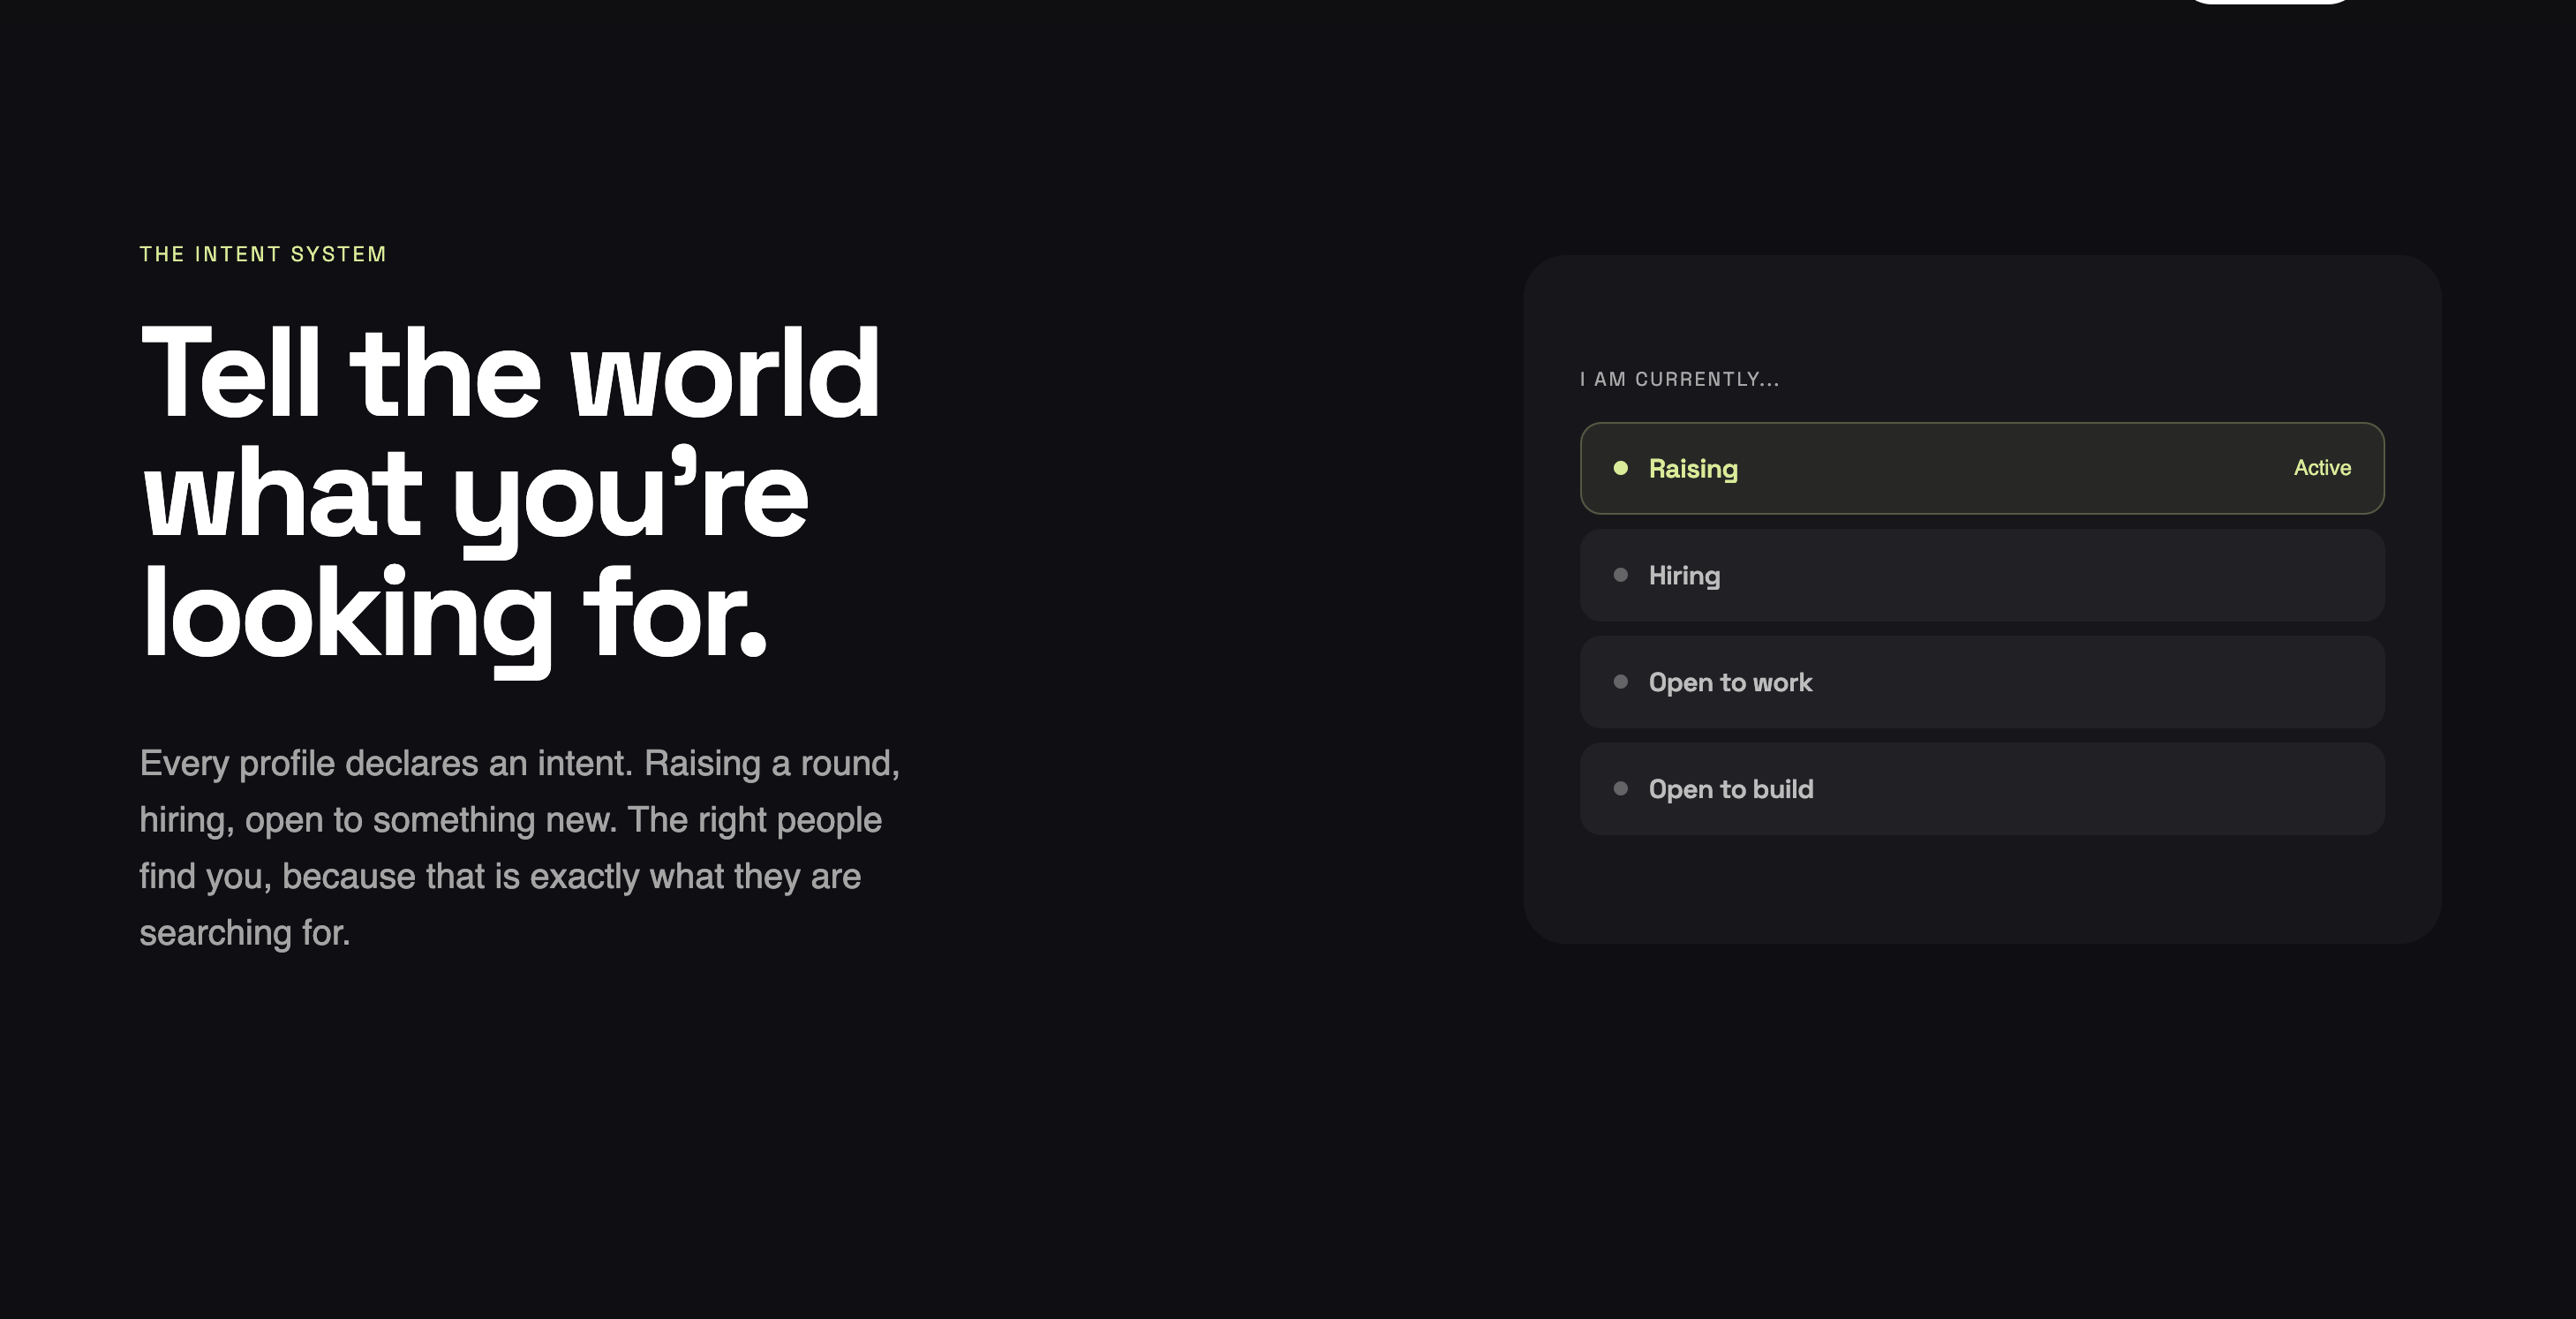 THE INTENT SYSTEM
Tell the world
what you’re
looking for.
Every profile declares an intent. Raising a round,
hiring, open to something new. The right people
find you, because that is exactly what they are
searching for.
I AM CURRENTLY...
Raising
Active
Hiring
Open to work
Open to build